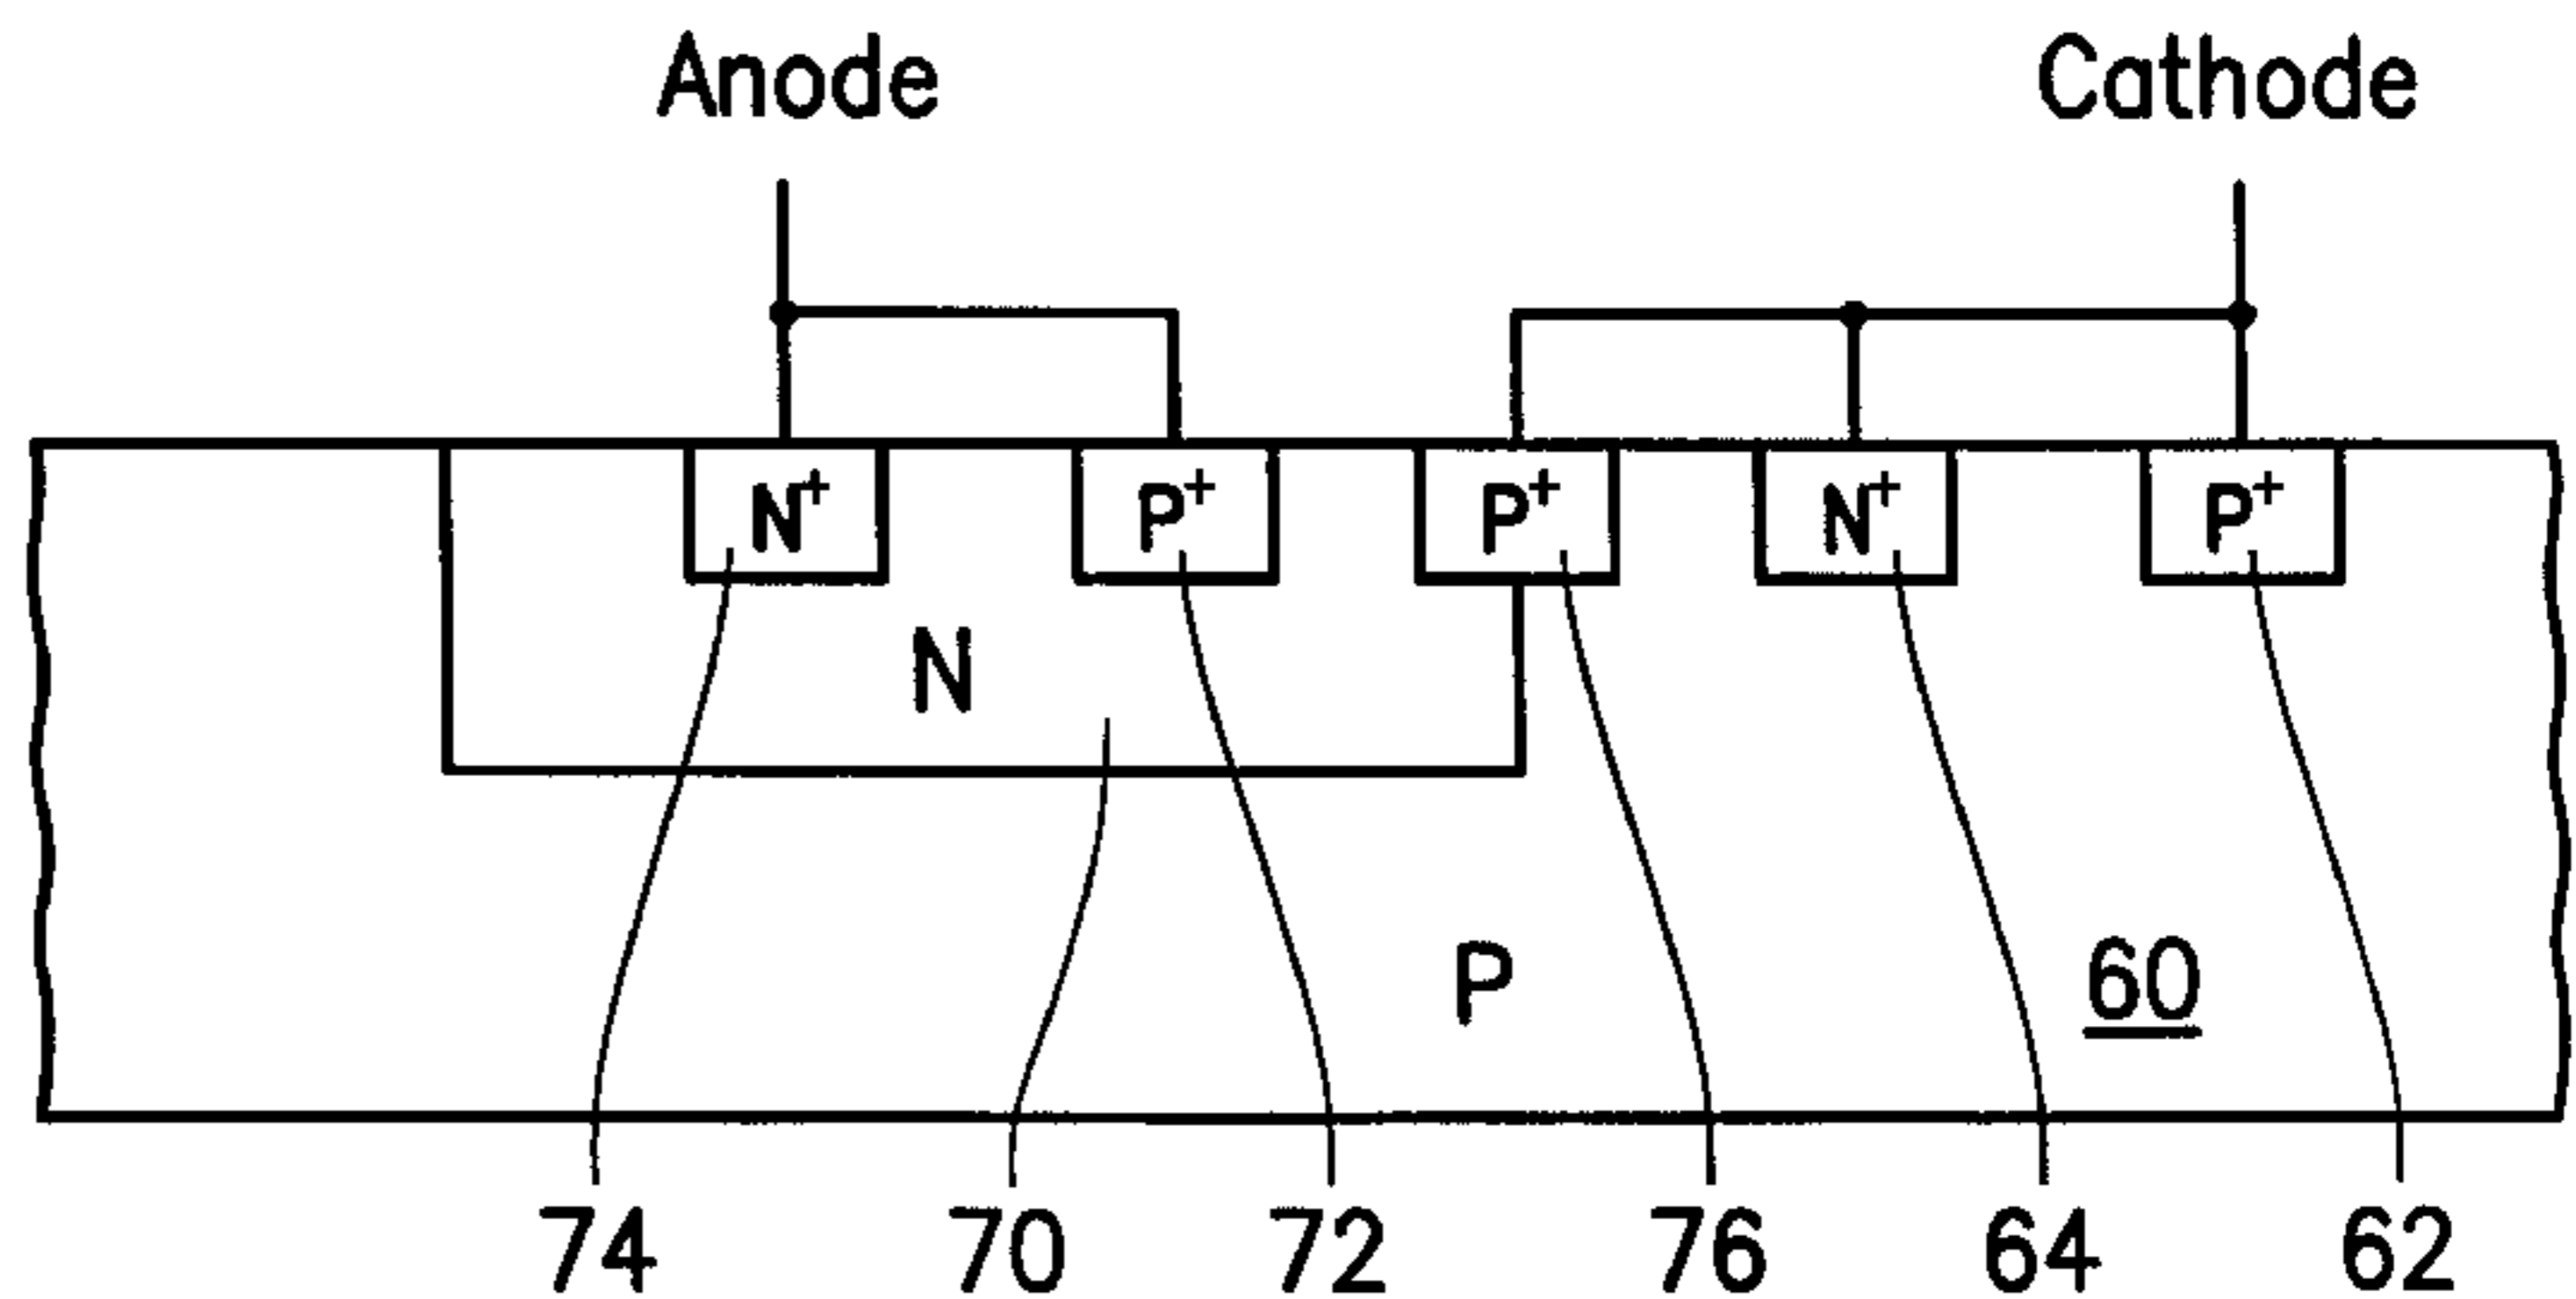 Anode Cathode
N+ P+ P+ N+ P+
N
P 60
74 70 72 76 64 62